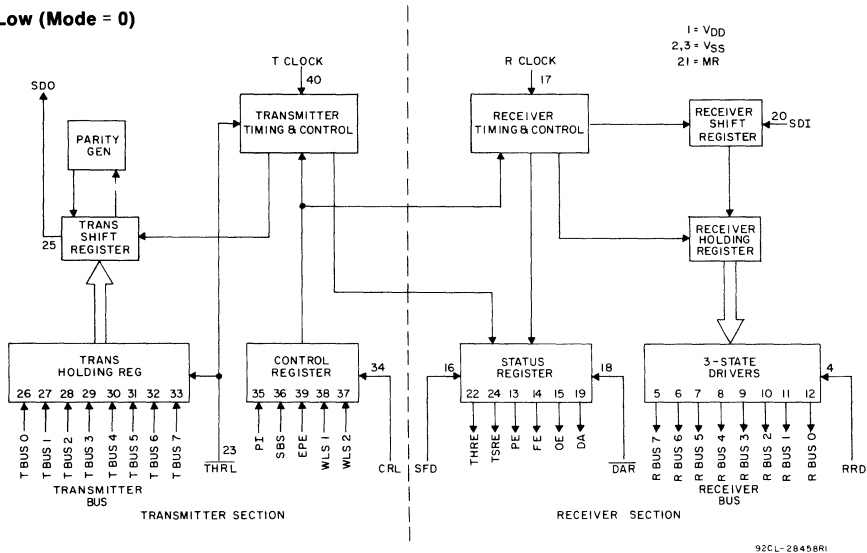 Low (Mode = 0)
1 = VDD
2,3 = VSS
21 = MR
T CLOCK
40
R CLOCK
17
SDO
TRANSMITTER
TIMING & CONTROL
RECEIVER
TIMING & CONTROL
RECEIVER
SHIFT
REGISTER
20
SDI
PARITY
GEN
25
TRANS
SHIFT
REGISTER
RECEIVER
HOLDING
REGISTER
TRANS
HOLDING REG
26 27 28 29 30 31 32 33
CONTROL
REGISTER
35 36 39 38 37
34
16
STATUS
REGISTER
22 24 13 14 15 19
18
3-STATE
DRIVERS
5 6 7 8 9 10 11 12
4
T BUS 0
T BUS 1
T BUS 2
T BUS 3
T BUS 4
T BUS 5
T BUS 6
T BUS 7
23
THRL
PI
SBS
EPE
WLS 1
WLS 2
CRL
SFD
THRE
TSRE
PE
FE
OE
DA
DAR
R BUS 7
R BUS 6
R BUS 5
R BUS 4
R BUS 3
R BUS 2
R BUS 1
R BUS 0
RRD
TRANSMITTER
BUS
RECEIVER
BUS
TRANSMITTER SECTION
RECEIVER SECTION
92CL-28458R1